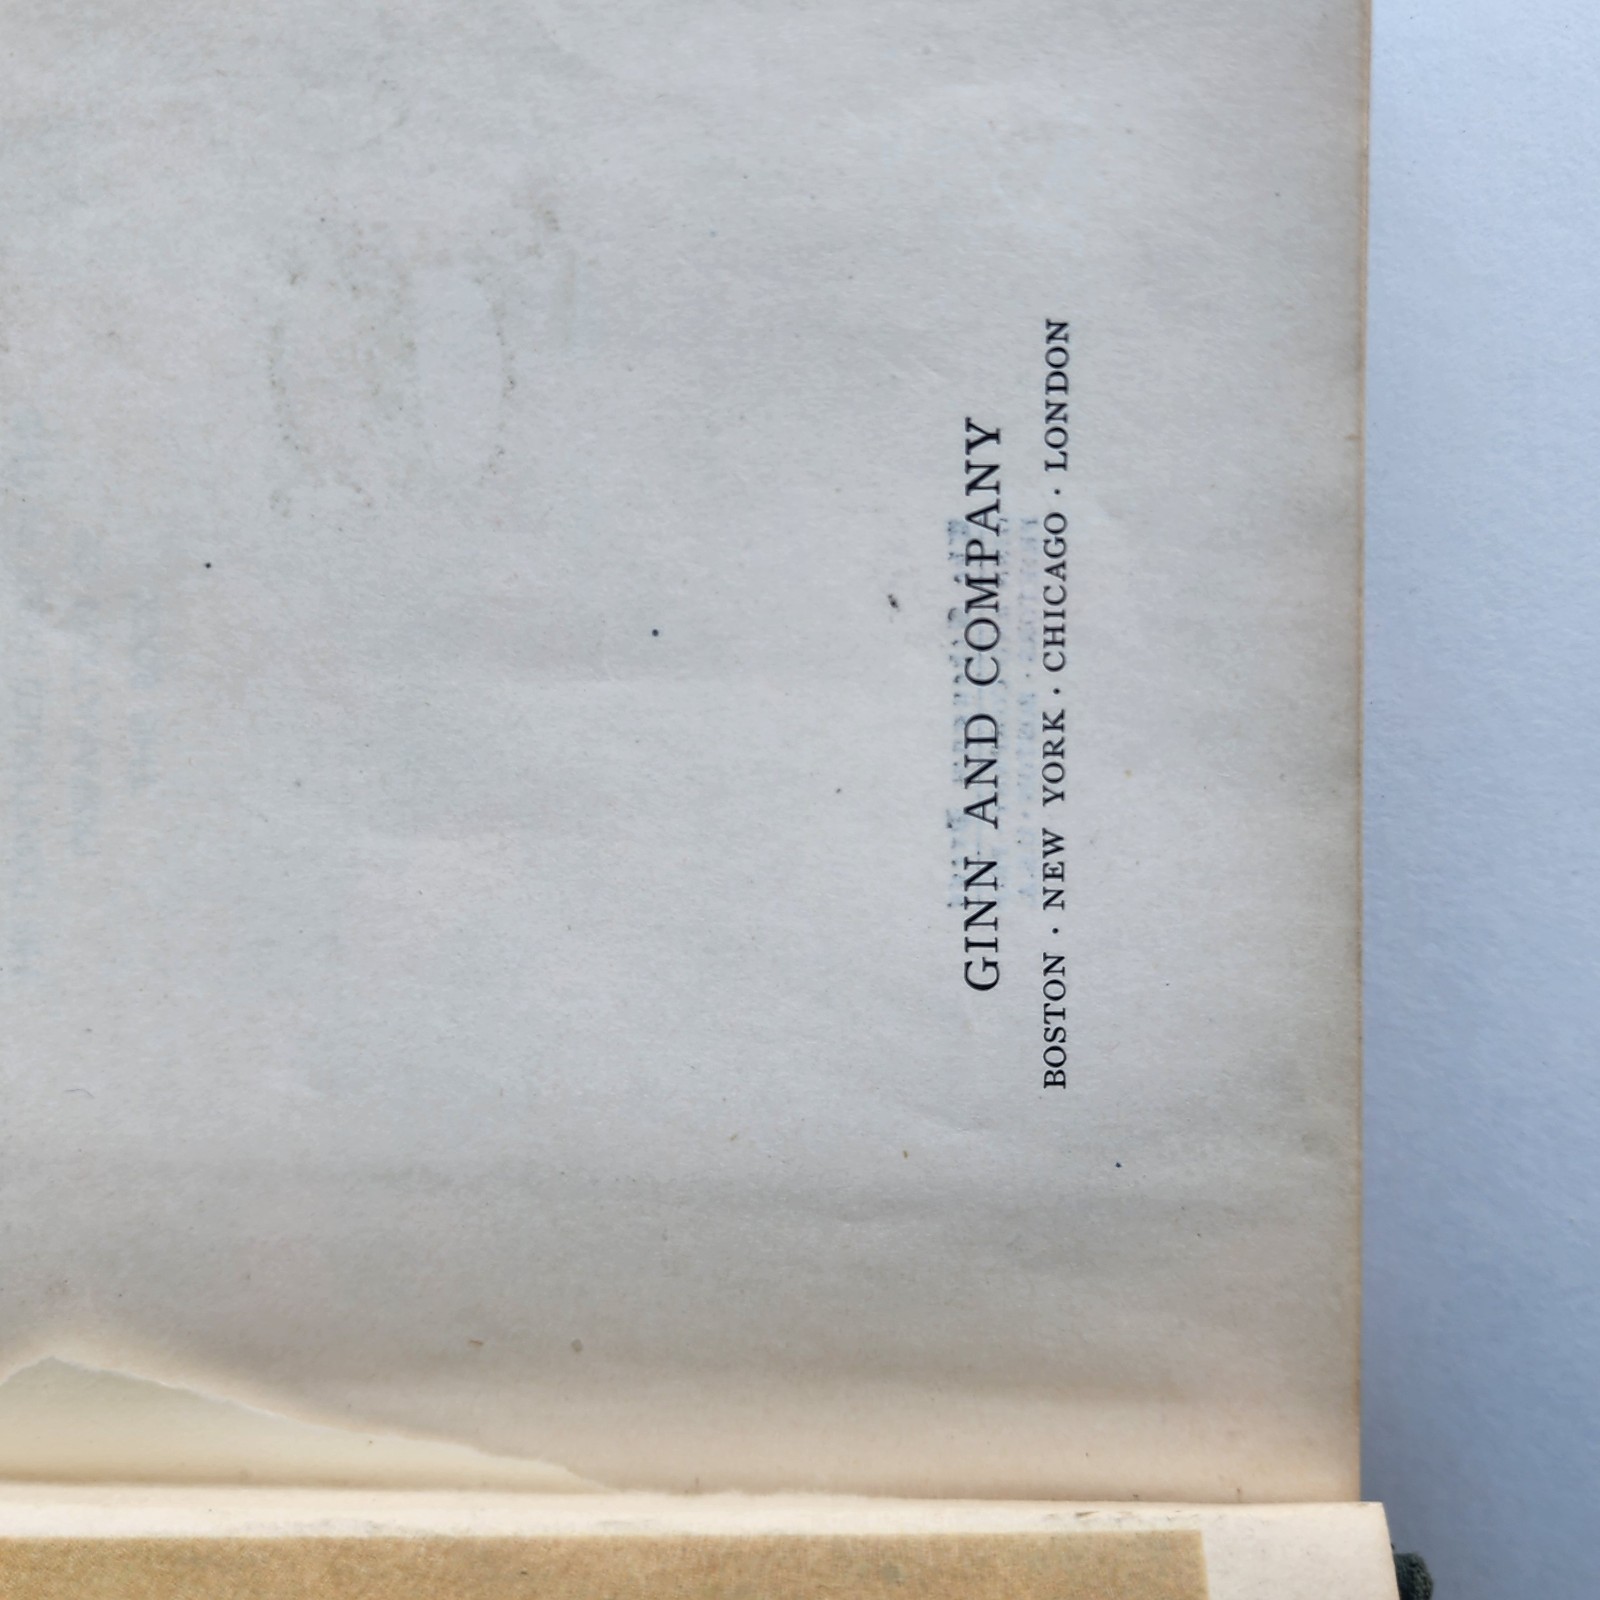 GINN AND COMPANY
BOSTON · NEW YORK · CHICAGO · LONDON